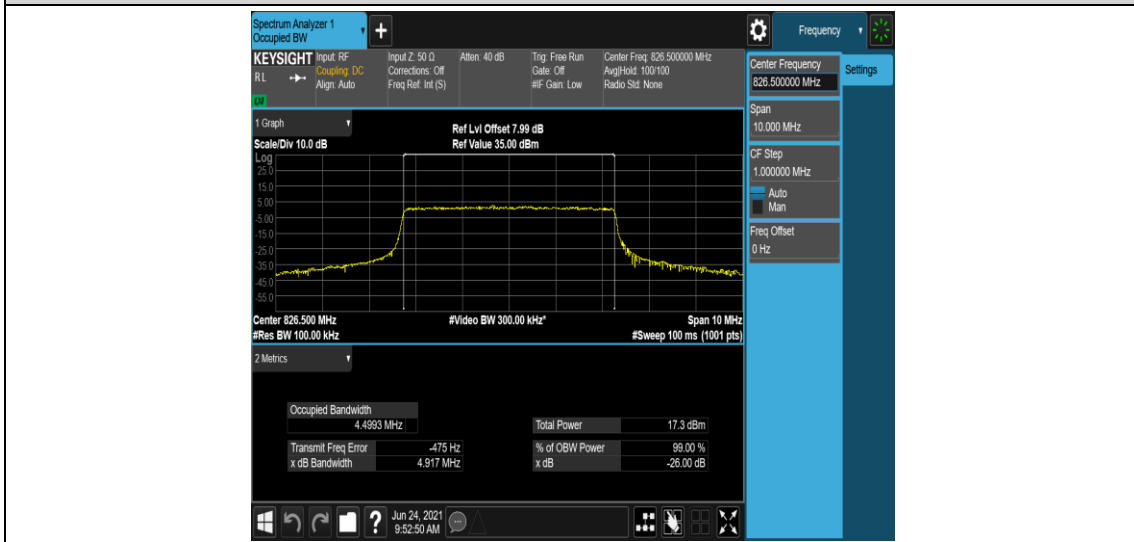 Spectrum Analyzer 1
Occupied BW
+
Frequency
KEYSIGHT
RL
Input: RF
Coupling: DC
Align: Auto
Input Z: 50 Ω
Corrections: Off
Freq Ref: Int (S)
Atten: 40 dB
Trig: Free Run
Gate: Off
#IF Gain: Low
Center Freq: 826.500000 MHz
Avg|Hold: 100/100
Radio Std: None
Center Frequency
826.500000 MHz
Settings
Span
10.000 MHz
CF Step
1.000000 MHz
Auto
Man
Freq Offset
0 Hz
1 Graph
Scale/Div 10.0 dB
Ref Lvl Offset 7.99 dB
Ref Value 35.00 dBm
Log
25.0
15.0
5.00
-5.00
-15.0
-25.0
-35.0
-45.0
-55.0
Center 826.500 MHz
#Video BW 300.00 kHz*
Span 10 MHz
#Res BW 100.00 kHz
#Sweep 100 ms (1001 pts)
2 Metrics
Occupied Bandwidth
4.4993 MHz
Total Power 17.3 dBm
Transmit Freq Error -475 Hz
% of OBW Power 99.00 %
x dB Bandwidth 4.917 MHz
x dB -26.00 dB
?
Jun 24, 2021
9:52:50 AM